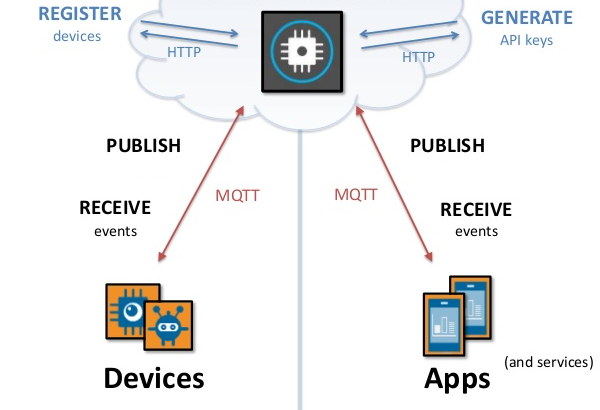 REGISTER
devices
HTTP
GENERATE
API keys
HTTP
PUBLISH
MQTT
RECEIVE
events
PUBLISH
MQTT
RECEIVE
events
Devices
Apps
(and services)